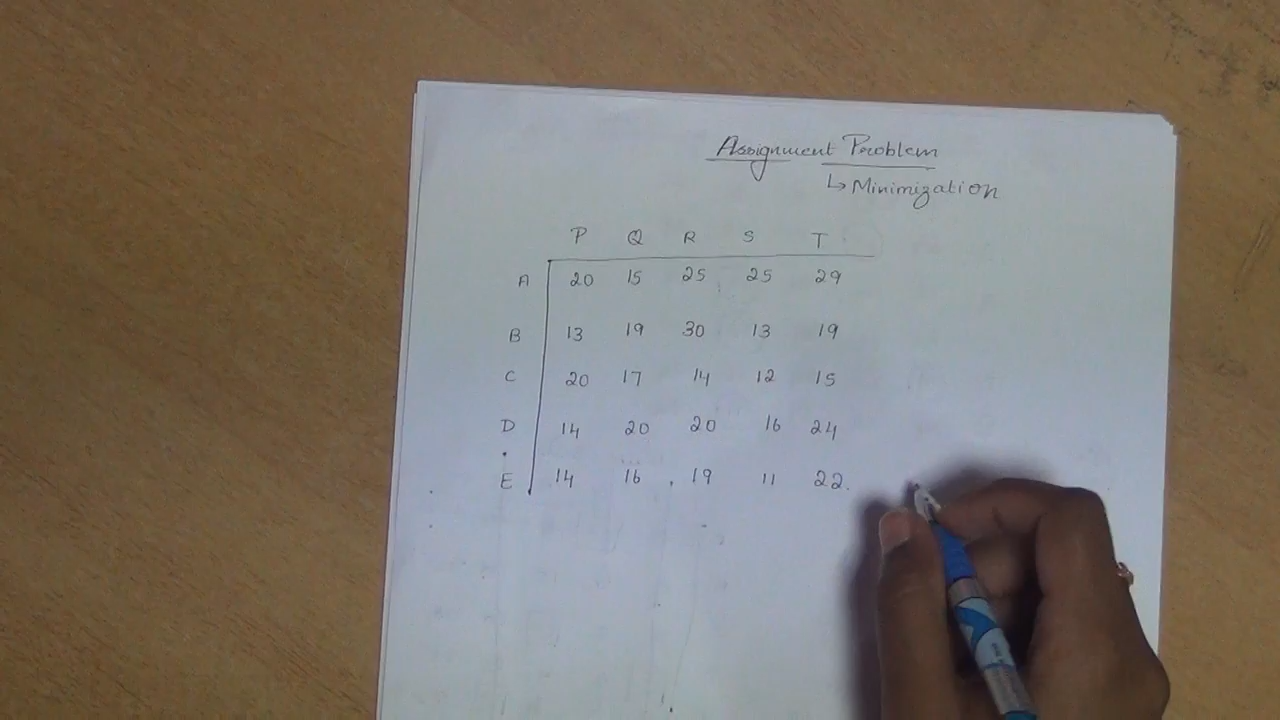 Assignment Problem
↳ Minimization
P Q R S T
A 20 15 25 25 29
B 13 19 30 13 19
C 20 17 14 12 15
D 14 20 20 16 24
E 14 16 19 11 22.